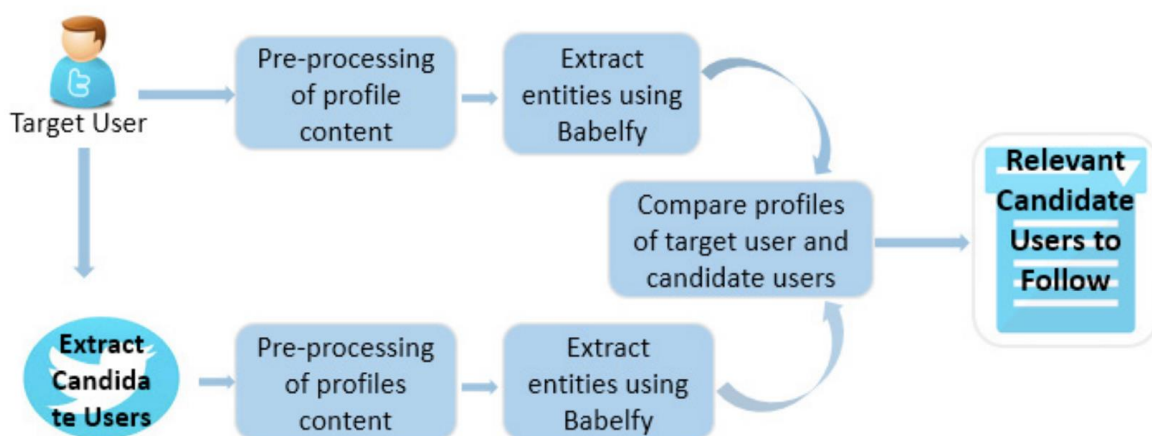 Target User
Pre-processing
of profile
content
Extract
entities using
Babelfy
Compare profiles
of target user and
candidate users
Relevant
Candidate
Users to
Follow
Extract
Candida
te Users
Pre-processing
of profiles
content
Extract
entities using
Babelfy